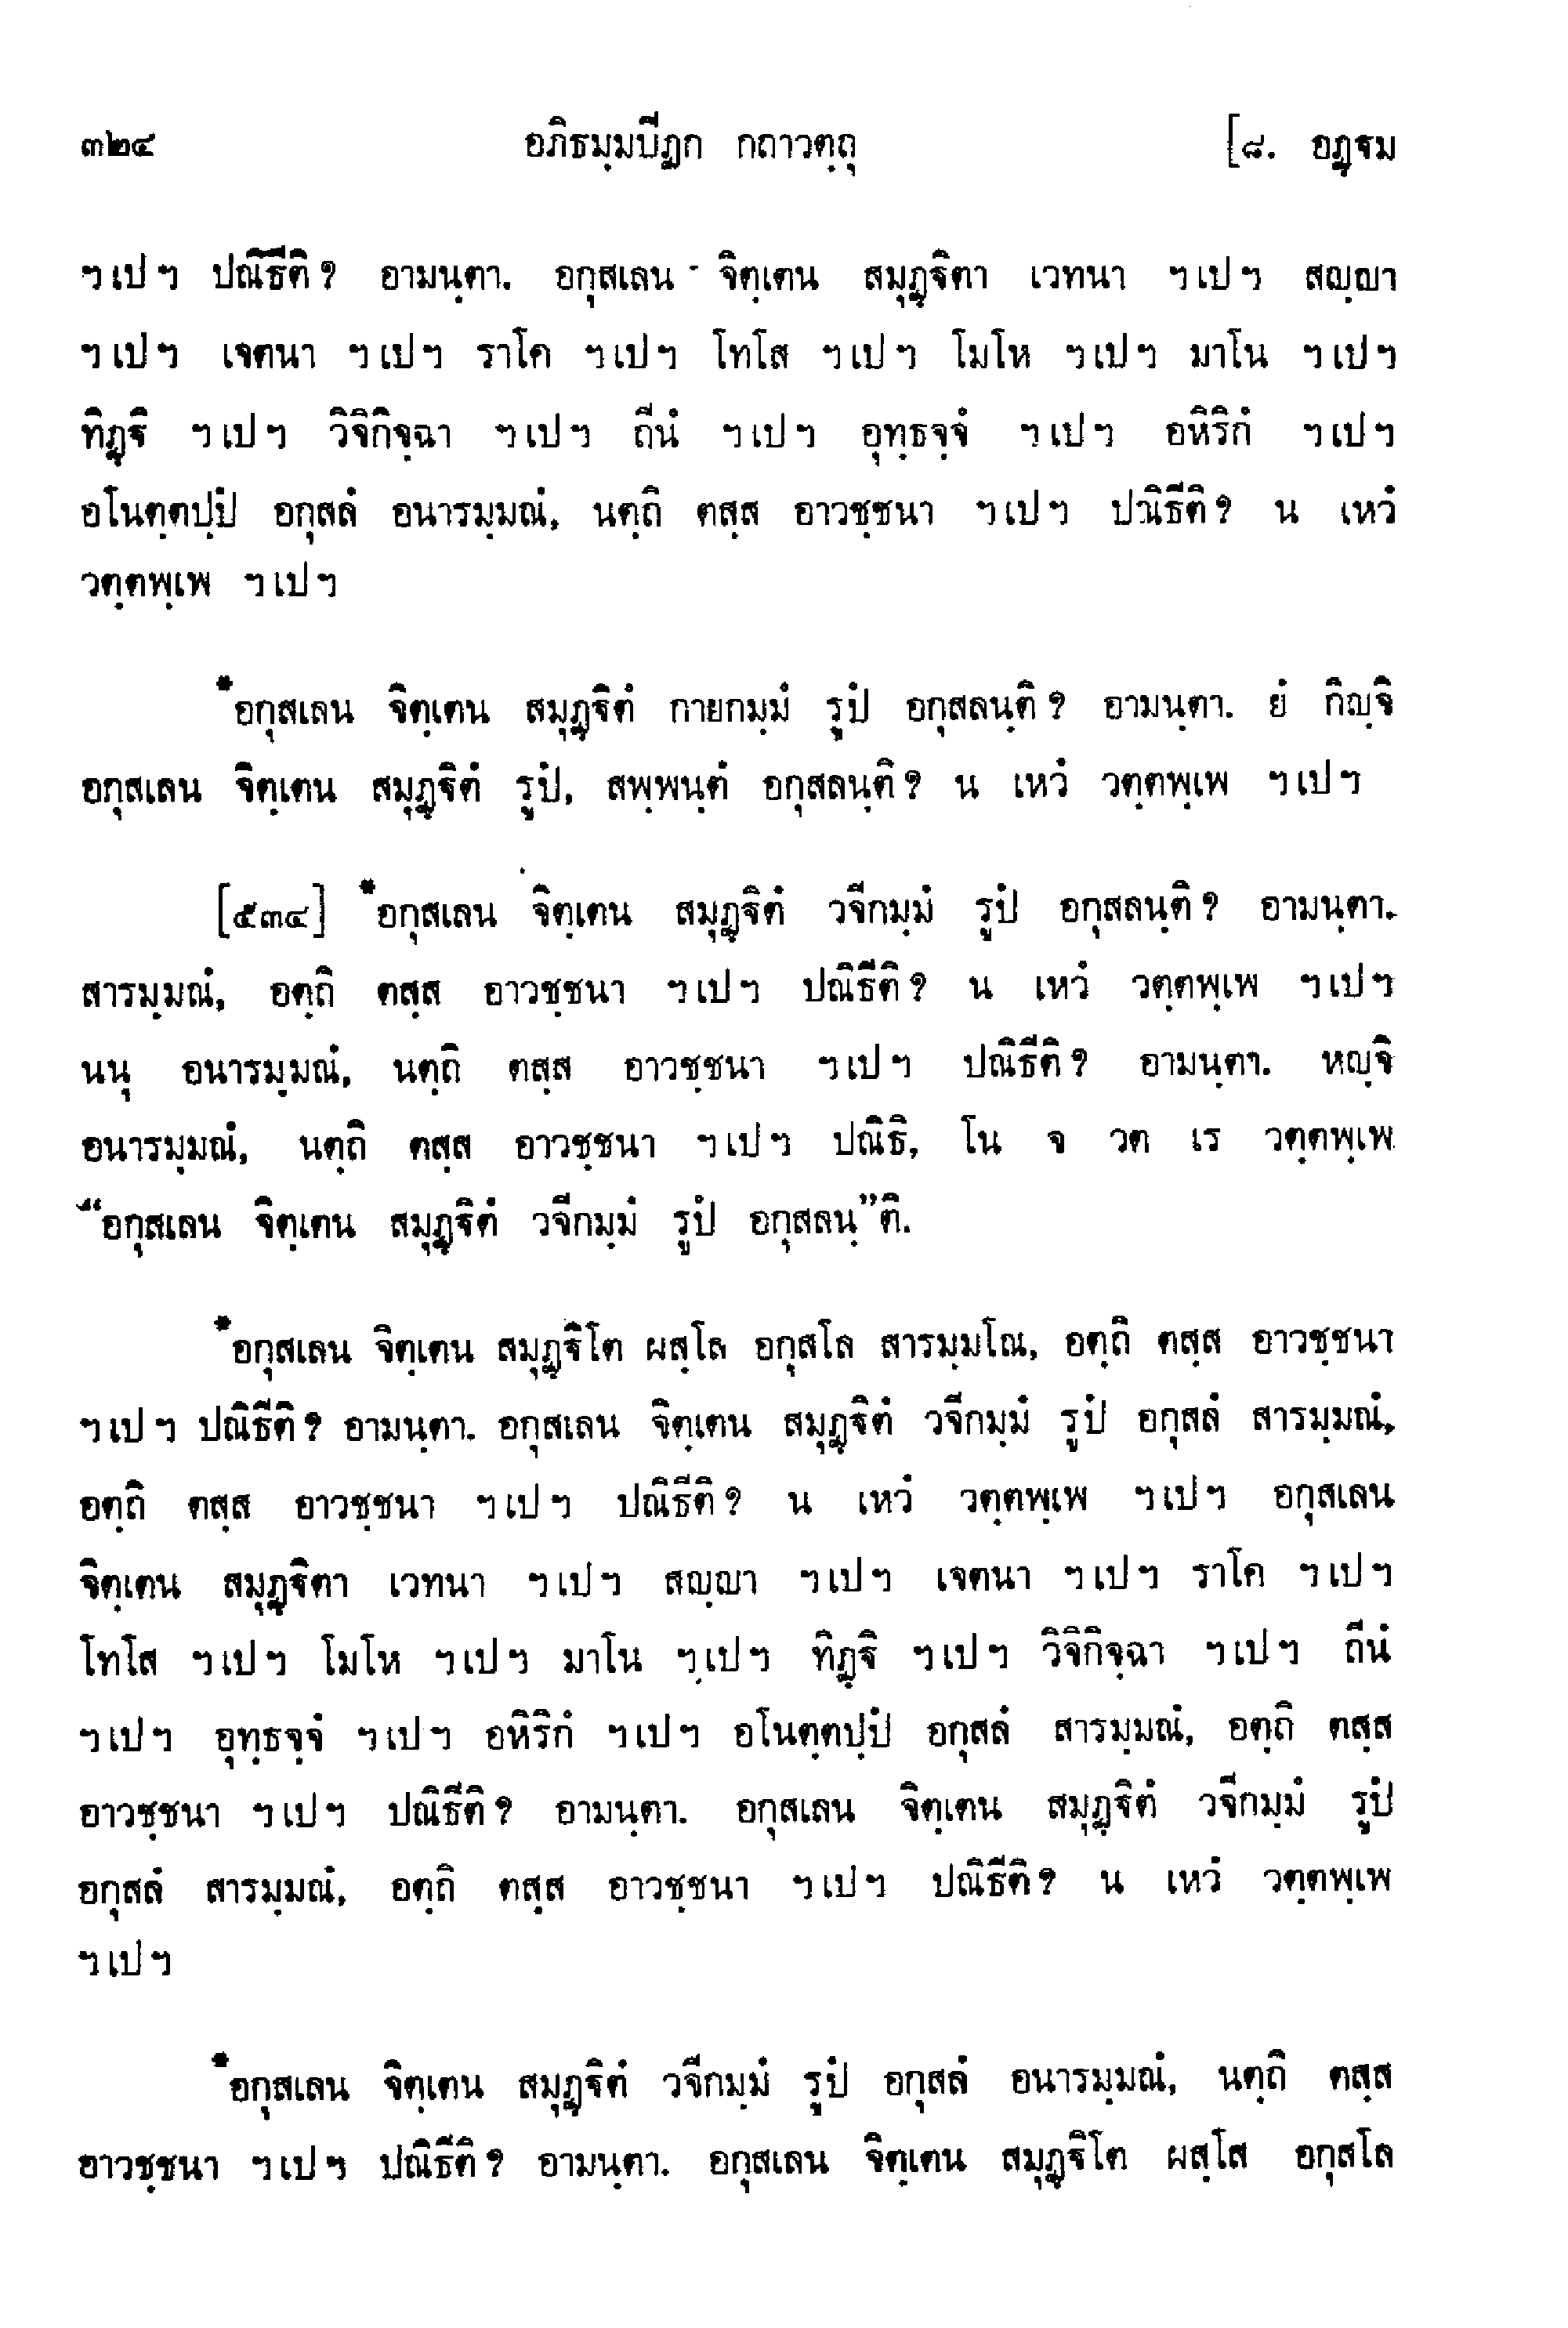 ๓๒๔ อภิธมฺมปีฏก กถาวตฺถุ [๘. อฏฺฐม
ฯเปฯ ปณิธีติ? อามนฺตา. อกุสเลน จิตฺเตน สมุฏฺฐิตา เวทนา ฯเปฯ สญฺญา
ฯเปฯ เจตนา ฯเปฯ ราโค ฯเปฯ โทโส ฯเปฯ โมโห ฯเปฯ มาโน ฯเปฯ
ทิฏฺฐิ ฯเปฯ วิจิกิจฺฉา ฯเปฯ ถีนํ ฯเปฯ อุทฺธจฺจํ ฯเปฯ อหิริกํ ฯเปฯ
อโนตฺตปฺปํ อกุสลํ อนารมฺมณํ, นตฺถิ ตสฺส อาวชฺชนา ฯเปฯ ปณิธีติ? น เหวํ
วตฺตพฺเพ ฯเปฯ
*อกุสเลน จิตฺเตน สมุฏฺฐิตํ กายกมฺมํ รูปํ อกุสลนฺติ? อามนฺตา. ยํ กิญฺจิ
อกุสเลน จิตฺเตน สมุฏฺฐิตํ รูปํ, สพฺพนฺตํ อกุสลนฺติ? น เหวํ วตฺตพฺเพ ฯเปฯ
[๕๓๔] *อกุสเลน จิตฺเตน สมุฏฺฐิตํ วจีกมฺมํ รูปํ อกุสลนฺติ? อามนฺตา.
สารมฺมณํ, อตฺถิ ตสฺส อาวชฺชนา ฯเปฯ ปณิธีติ? น เหวํ วตฺตพฺเพ ฯเปฯ
นนุ อนารมฺมณํ, นตฺถิ ตสฺส อาวชฺชนา ฯเปฯ ปณิธีติ? อามนฺตา. หญฺจิ
อนารมฺมณํ, นตฺถิ ตสฺส อาวชฺชนา ฯเปฯ ปณิธิ, โน จ วต เร วตฺตพฺเพ
“อกุสเลน จิตฺเตน สมุฏฺฐิตํ วจีกมฺมํ รูปํ อกุสลนฺ”ติ.
*อกุสเลน จิตฺเตน สมุฏฺฐิโต ผสฺโส อกุสโล สารมฺมโณ, อตฺถิ ตสฺส อาวชฺชนา
ฯเปฯ ปณิธีติ? อามนฺตา. อกุสเลน จิตฺเตน สมุฏฺฐิตํ วจีกมฺมํ รูปํ อกุสลํ สารมฺมณํ,
อตฺถิ ตสฺส อาวชฺชนา ฯเปฯ ปณิธีติ? น เหวํ วตฺตพฺเพ ฯเปฯ อกุสเลน
จิตฺเตน สมุฏฺฐิตา เวทนา ฯเปฯ สญฺญา ฯเปฯ เจตนา ฯเปฯ ราโค ฯเปฯ
โทโส ฯเปฯ โมโห ฯเปฯ มาโน ฯเปฯ ทิฏฺฐิ ฯเปฯ วิจิกิจฺฉา ฯเปฯ ถีนํ
ฯเปฯ อุทฺธจฺจํ ฯเปฯ อหิริกํ ฯเปฯ อโนตฺตปฺปํ อกุสลํ สารมฺมณํ, อตฺถิ ตสฺส
อาวชฺชนา ฯเปฯ ปณิธีติ? อามนฺตา. อกุสเลน จิตฺเตน สมุฏฺฐิตํ วจีกมฺมํ รูปํ
อกุสลํ สารมฺมณํ, อตฺถิ ตสฺส อาวชฺชนา ฯเปฯ ปณิธีติ? น เหวํ วตฺตพฺเพ
ฯเปฯ
*อกุสเลน จิตฺเตน สมุฏฺฐิตํ วจีกมฺมํ รูปํ อกุสลํ อนารมฺมณํ, นตฺถิ ตสฺส
อาวชฺชนา ฯเปฯ ปณิธีติ? อามนฺตา. อกุสเลน จิตฺเตน สมุฏฺฐิโต ผสฺโส อกุสโล